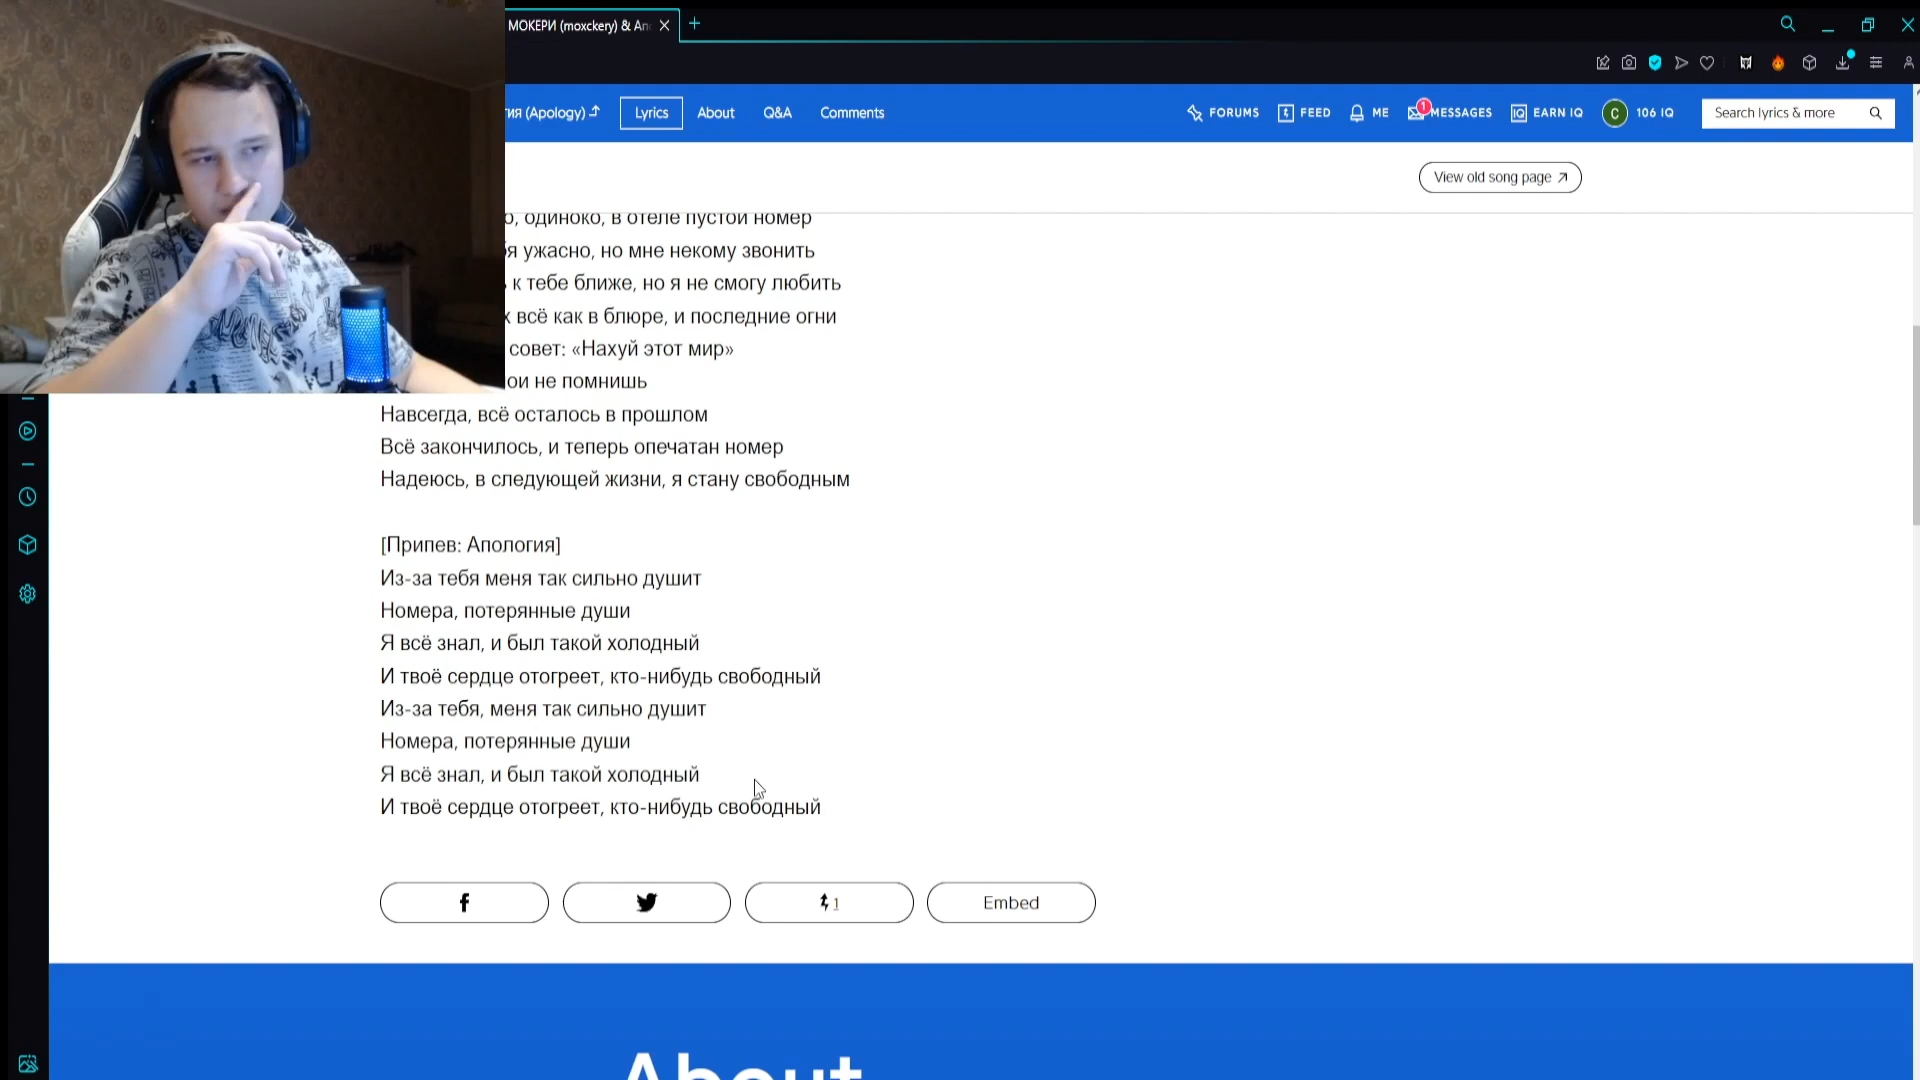 МОКЕРИ (moxckery) & Ап
(Apology)
Lyrics
About
Q&A
Comments
FORUMS
FEED
ME
1
MESSAGES
EARN IQ
C
106 IQ
Search lyrics & more
View old song page
одиноко, в отеле пустой номер
ужасно, но мне некому звонить
к тебе ближе, но я не смогу любить
всё как в блюре, и последние огни
совет: «Нахуй этот мир»
не помнишь
Навсегда, всё осталось в прошлом
Всё закончилось, и теперь опечатан номер
Надеюсь, в следующей жизни, я стану свободным
[Припев: Апология]
Из-за тебя меня так сильно душит
Номера, потерянные души
Я всё знал, и был такой холодный
И твоё сердце отогреет, кто-нибудь свободный
Из-за тебя, меня так сильно душит
Номера, потерянные души
Я всё знал, и был такой холодный
И твоё сердце отогреет, кто-нибудь свободный
1
Embed
About